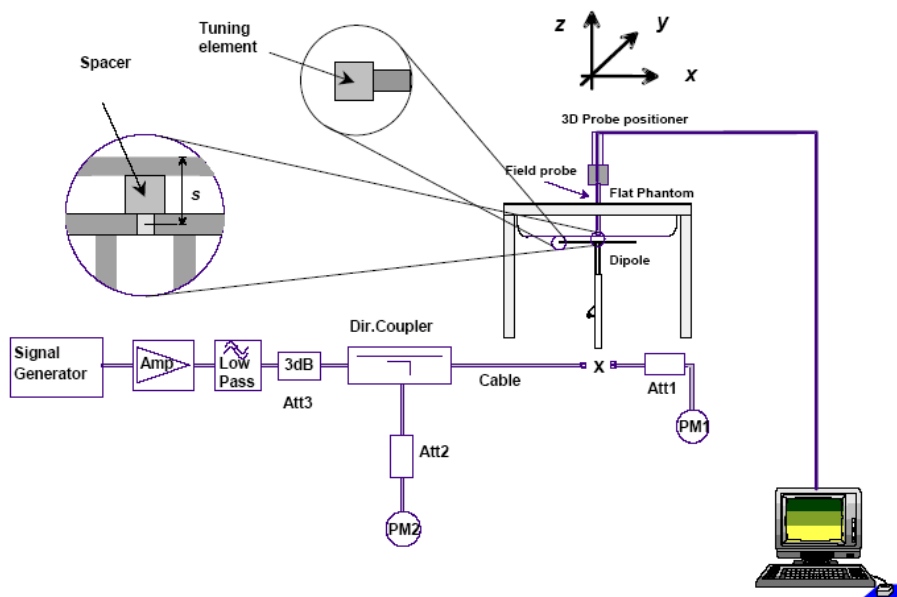 Tuning
element
Spacer
z
y
x
3D Probe positioner
Field probe
Flat Phantom
s
Dipole
Dir.Coupler
Signal
Generator
Amp
Low
Pass
3dB
Att3
Cable
x
Att1
PM1
Att2
PM2